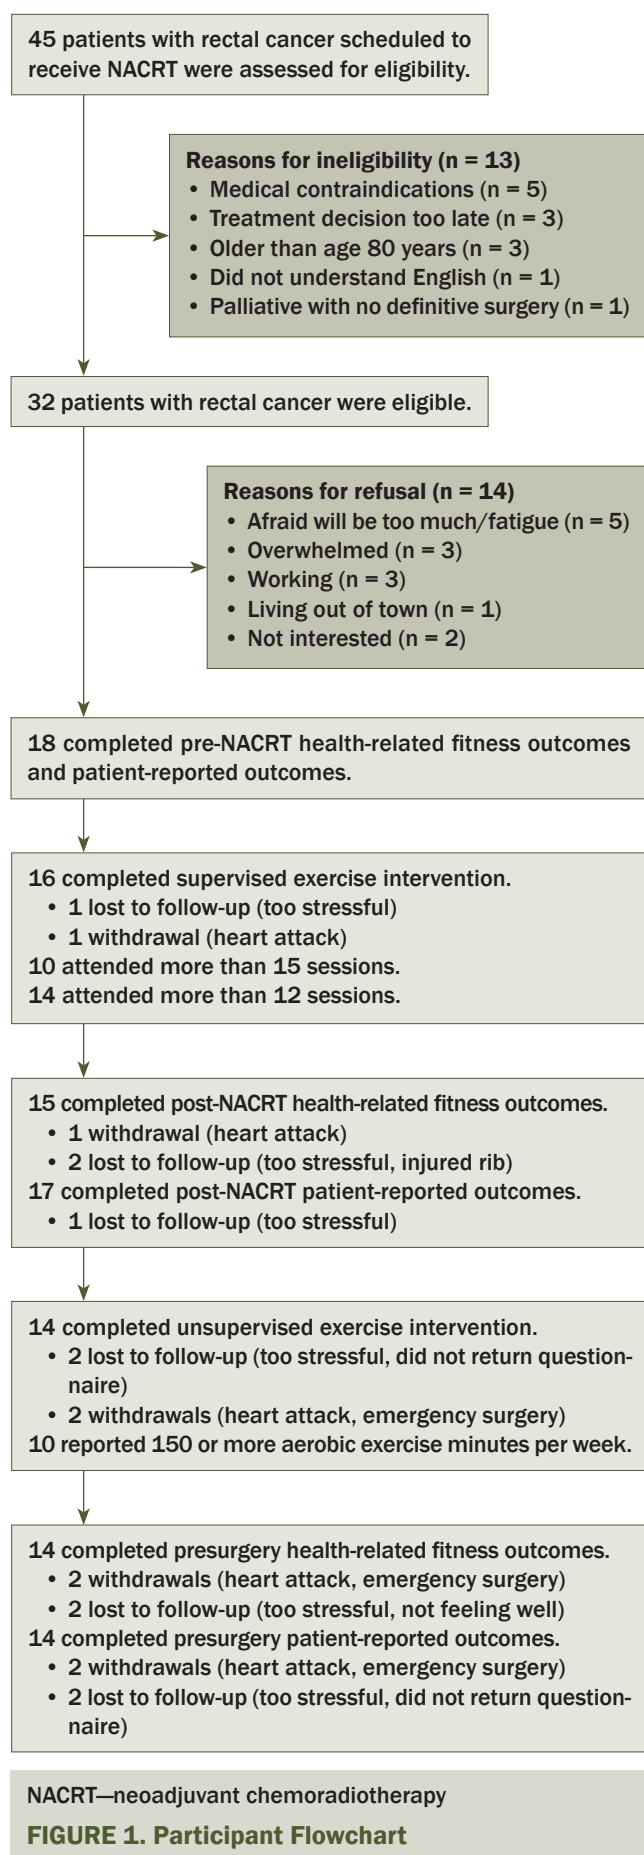 45 patients with rectal cancer scheduled to
receive NACRT were assessed for eligibility.
Reasons for ineligibility (n = 13)
• Medical contraindications (n = 5)
• Treatment decision too late (n = 3)
• Older than age 80 years (n = 3)
• Did not understand English (n = 1)
• Palliative with no definitive surgery (n = 1)
32 patients with rectal cancer were eligible.
Reasons for refusal (n = 14)
• Afraid will be too much/fatigue (n = 5)
• Overwhelmed (n = 3)
• Working (n = 3)
• Living out of town (n = 1)
• Not interested (n = 2)
18 completed pre-NACRT health-related fitness outcomes
and patient-reported outcomes.
16 completed supervised exercise intervention.
• 1 lost to follow-up (too stressful)
• 1 withdrawal (heart attack)
10 attended more than 15 sessions.
14 attended more than 12 sessions.
15 completed post-NACRT health-related fitness outcomes.
• 1 withdrawal (heart attack)
• 2 lost to follow-up (too stressful, injured rib)
17 completed post-NACRT patient-reported outcomes.
• 1 lost to follow-up (too stressful)
14 completed unsupervised exercise intervention.
• 2 lost to follow-up (too stressful, did not return question-
naire)
• 2 withdrawals (heart attack, emergency surgery)
10 reported 150 or more aerobic exercise minutes per week.
14 completed presurgery health-related fitness outcomes.
• 2 withdrawals (heart attack, emergency surgery)
• 2 lost to follow-up (too stressful, not feeling well)
14 completed presurgery patient-reported outcomes.
• 2 withdrawals (heart attack, emergency surgery)
• 2 lost to follow-up (too stressful, did not return question-
naire)
NACRT—neoadjuvant chemoradiotherapy
FIGURE 1. Participant Flowchart